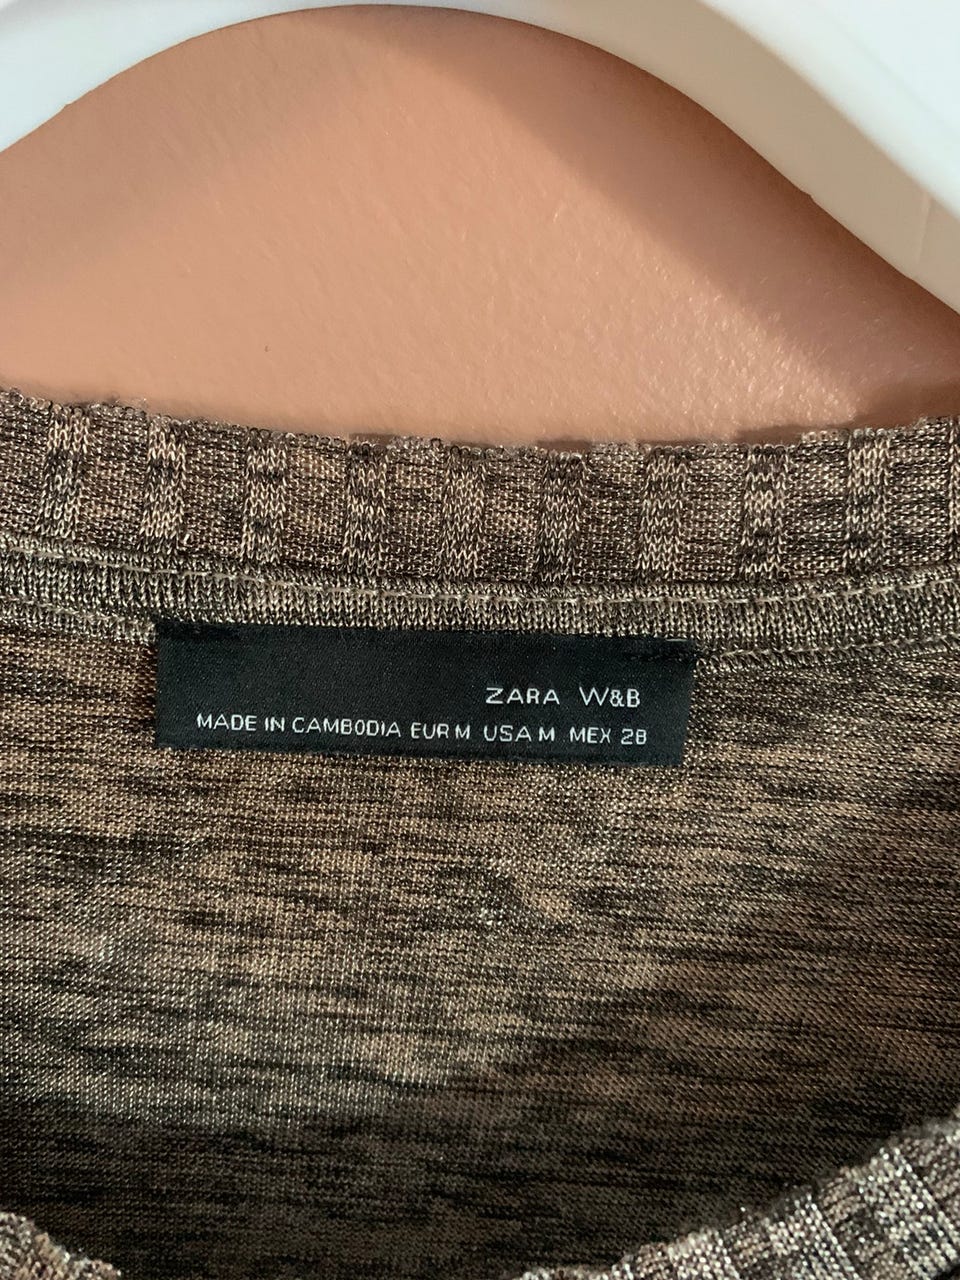 ZARA W&B
MADE IN CAMBODIA EUR M USA M MEX 28